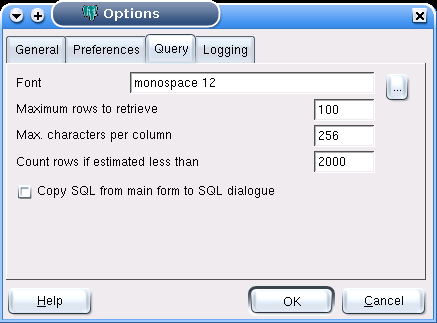 Options
General Preferences Query Logging
Font monospace 12 ...
Maximum rows to retrieve 100
Max. characters per column 256
Count rows if estimated less than 2000
Copy SQL from main form to SQL dialogue
Help OK Cancel